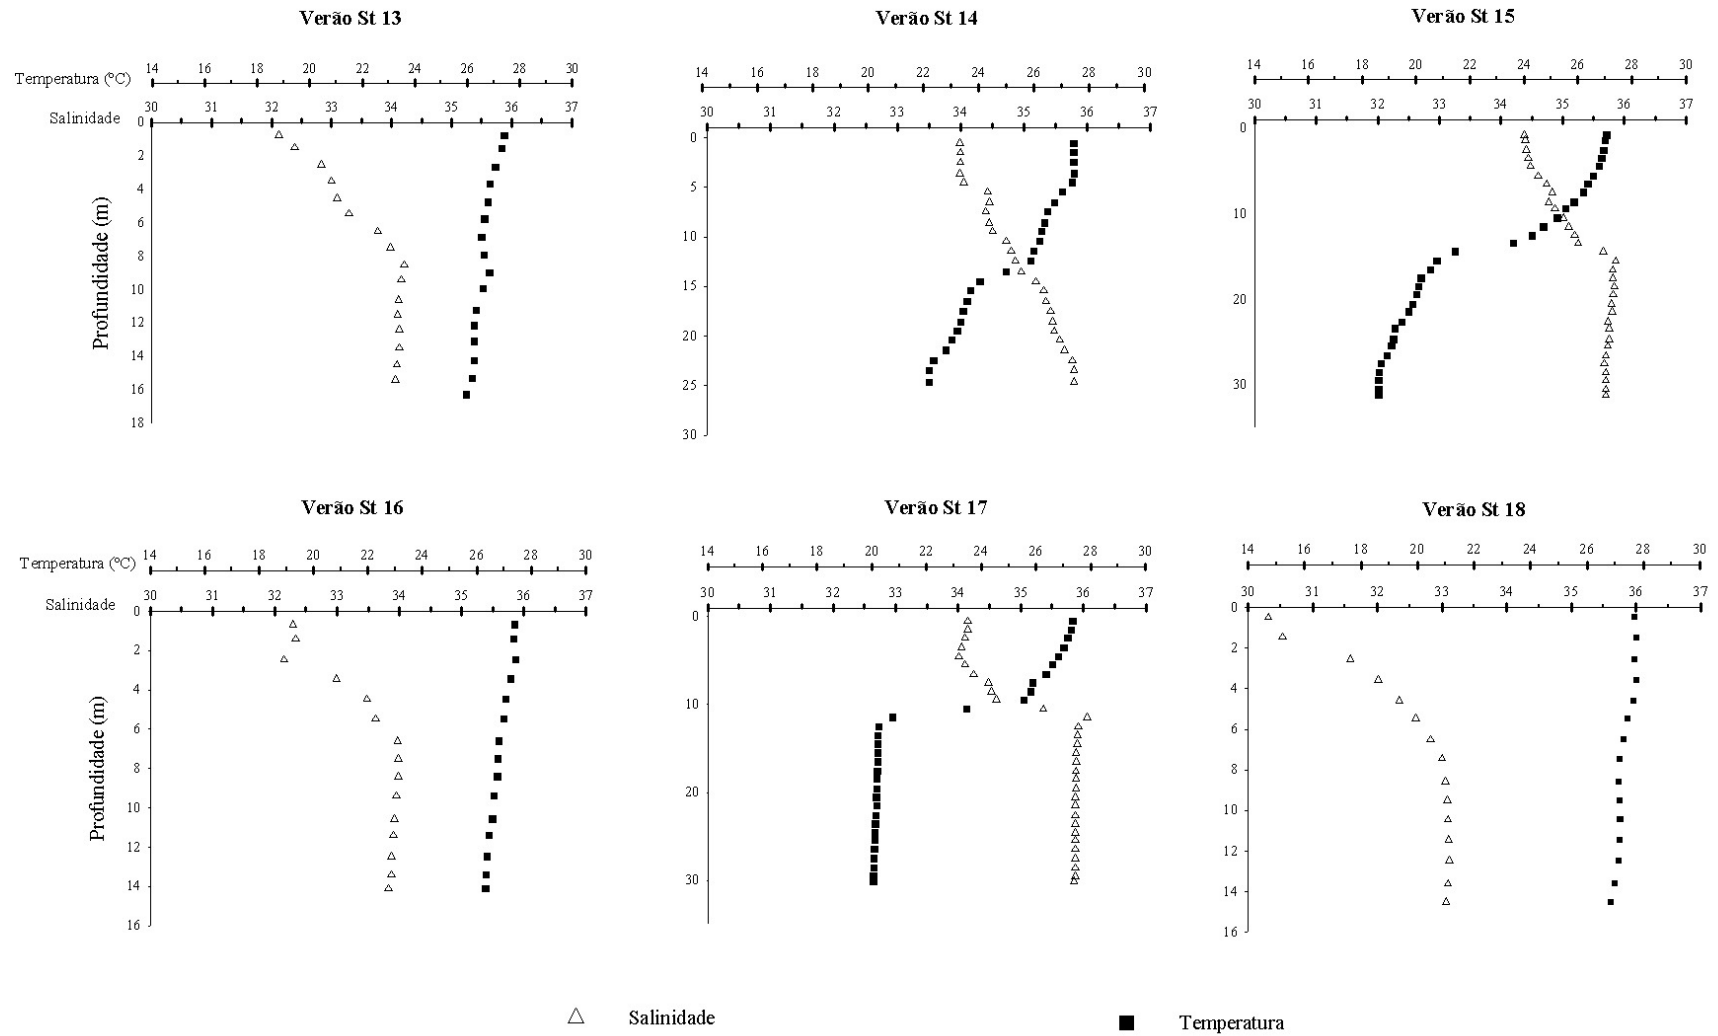 Verão St 13
Temperatura (ºC)
14 16 18 20 22 24 26 28 30
Salinidade
30 31 32 33 34 35 36 37
Profundidade (m)
0
2
4
6
8
10
12
14
16
18
Verão St 14
14 16 18 20 22 24 26 28 30
30 31 32 33 34 35 36 37
0
5
10
15
20
25
30
Verão St 15
14 16 18 20 22 24 26 28 30
30 31 32 33 34 35 36 37
0
10
20
30
Verão St 16
Temperatura (ºC)
14 16 18 20 22 24 26 28 30
Salinidade
30 31 32 33 34 35 36 37
Profundidade (m)
0
2
4
6
8
10
12
14
16
Verão St 17
14 16 18 20 22 24 26 28 30
30 31 32 33 34 35 36 37
0
10
20
30
Verão St 18
14 16 18 20 22 24 26 28 30
30 31 32 33 34 35 36 37
0
2
4
6
8
10
12
14
16
Salinidade
Temperatura